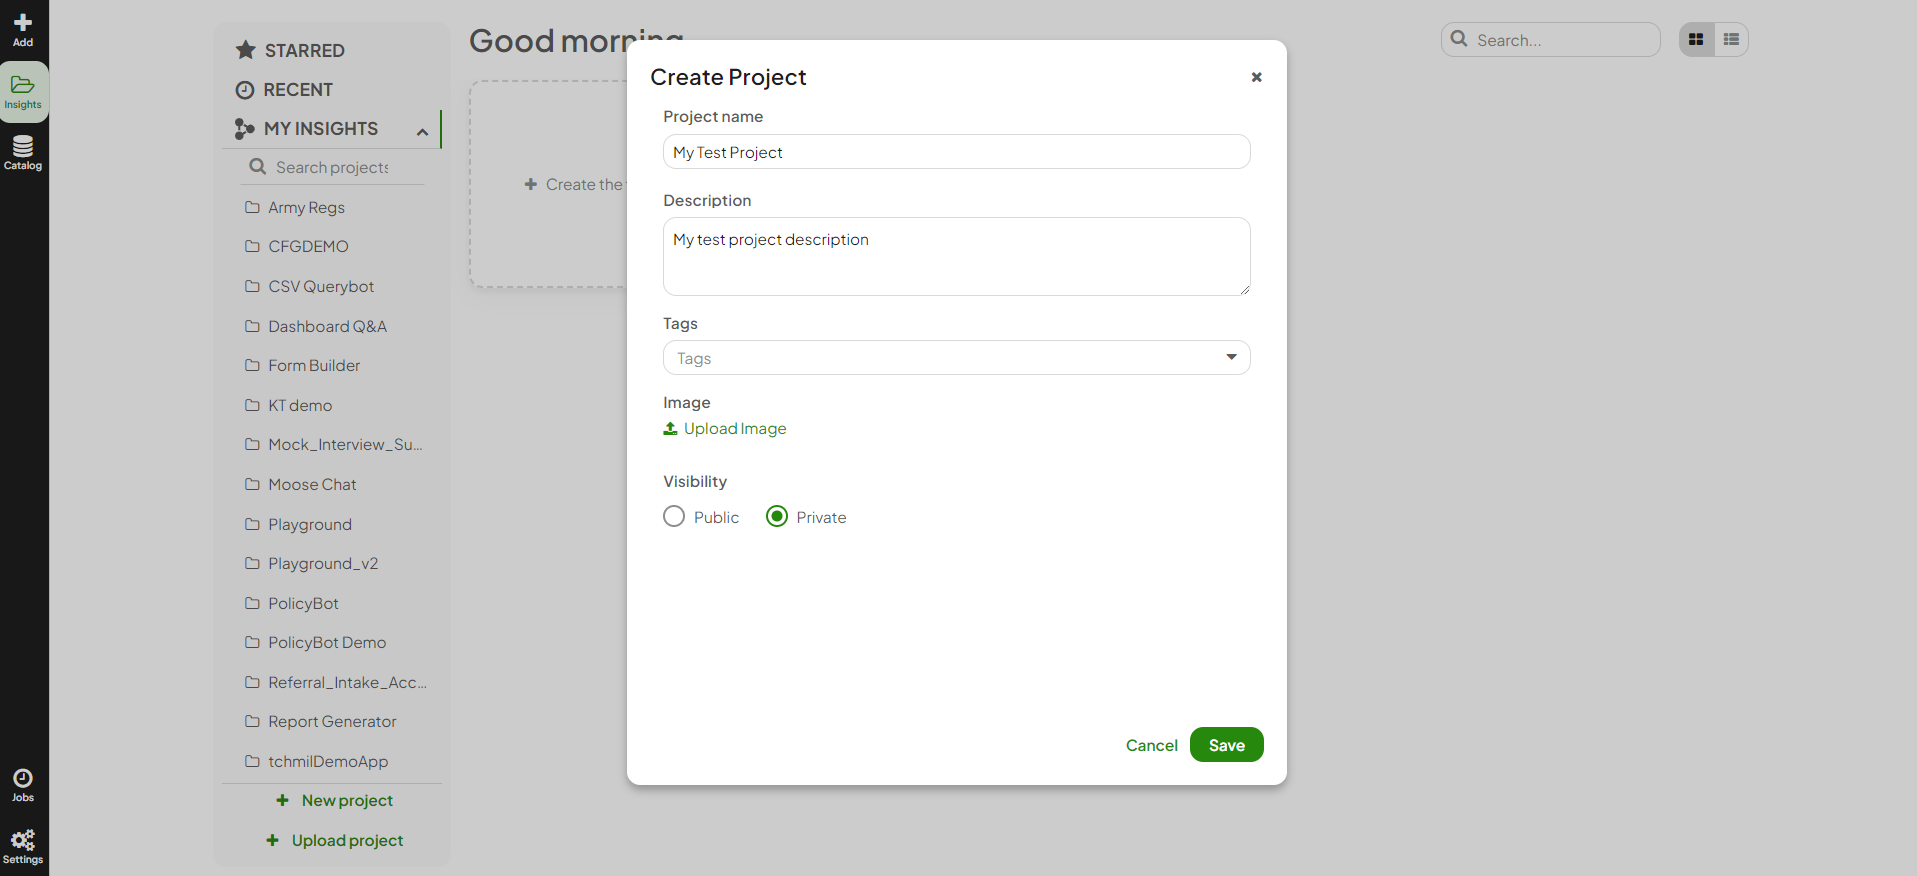 Add
Insights
Catalog
Jobs
Settings
STARRED
RECENT
MY INSIGHTS
Search projects
Army Regs
CFGDEMO
CSV Querybot
Dashboard Q&A
Form Builder
KT demo
Mock_Interview_Su...
Moose Chat
Playground
Playground_v2
PolicyBot
PolicyBot Demo
Referral_Intake_Acc...
Report Generator
tchmilDemoApp
New project
Upload project
Good morning
Search...
Create the
Create Project
Project name
My Test Project
Description
My test project description
Tags
Tags
Image
Upload Image
Visibility
Public Private
Cancel Save